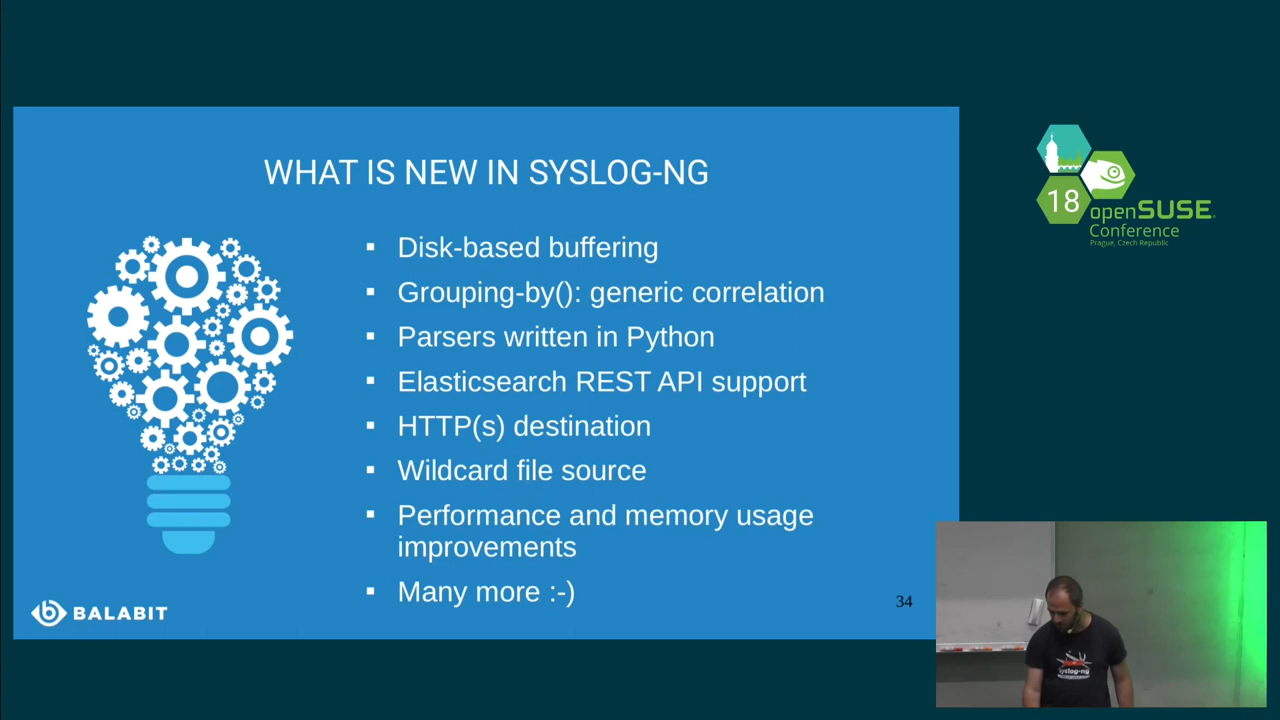 WHAT IS NEW IN SYSLOG-NG
▪ Disk-based buffering
▪ Grouping-by(): generic correlation
▪ Parsers written in Python
▪ Elasticsearch REST API support
▪ HTTP(s) destination
▪ Wildcard file source
▪ Performance and memory usage
improvements
▪ Many more :-)
34
BALABIT
18
openSUSE
Conference
Prague, Czech Republic
syslog-ng